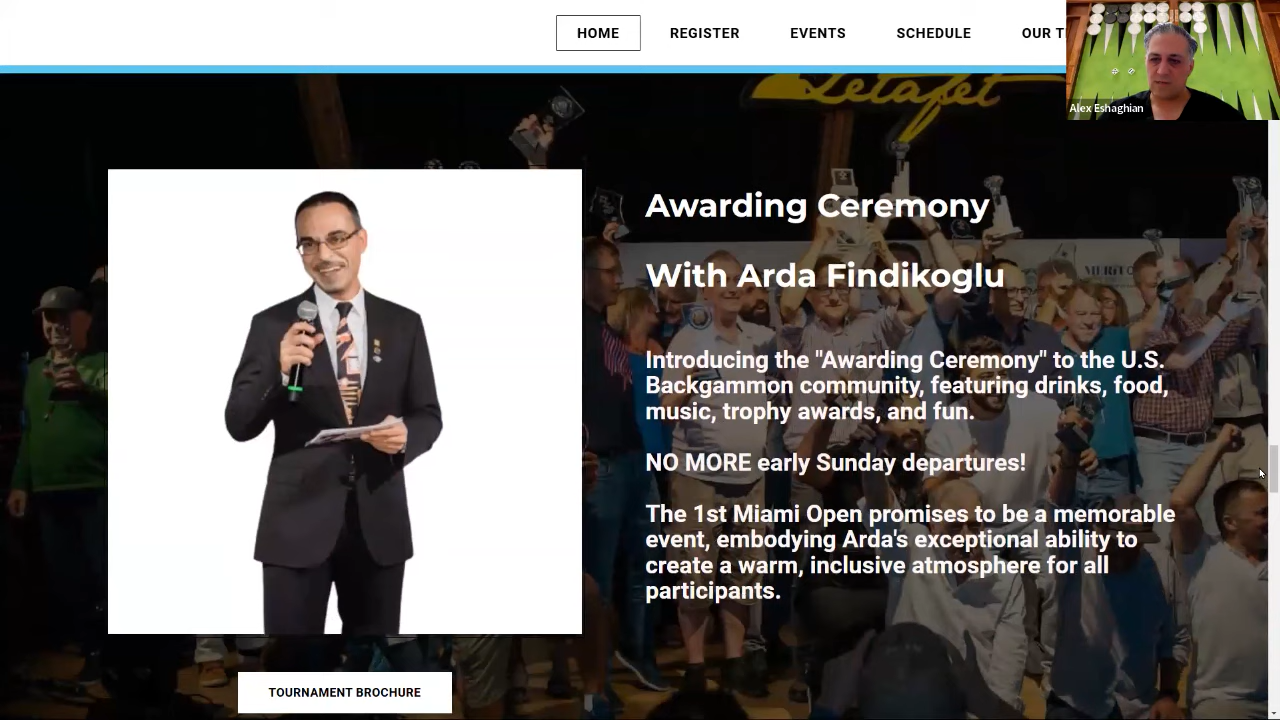 HOME REGISTER EVENTS SCHEDULE
Alex Eshaghian
Letafet
Awarding Ceremony
With Arda Findikoglu
Introducing the "Awarding Ceremony" to the U.S.
Backgammon community, featuring drinks, food,
music, trophy awards, and fun.
NO MORE early Sunday departures!
The 1st Miami Open promises to be a memorable
event, embodying Arda's exceptional ability to
create a warm, inclusive atmosphere for all
participants.
TOURNAMENT BROCHURE